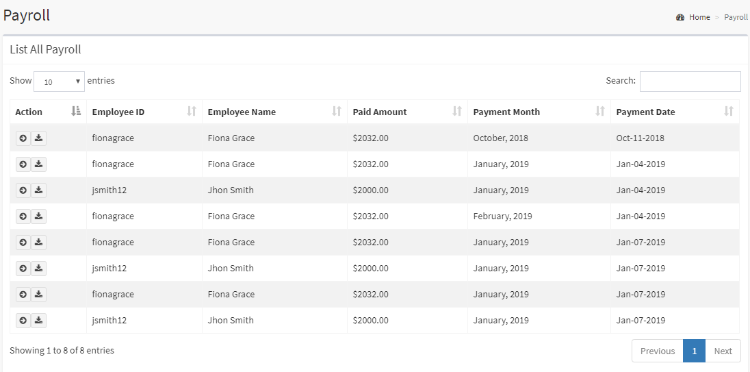 Payroll
Home Payroll
List All Payroll
Show 10 entries Search:
Action Employee ID Employee Name Paid Amount Payment Month Payment Date
fionagrace Fiona Grace $2032.00 October, 2018 Oct-11-2018
fionagrace Fiona Grace $2032.00 January, 2019 Jan-04-2019
jsmith12 Jhon Smith $2000.00 January, 2019 Jan-04-2019
fionagrace Fiona Grace $2032.00 February, 2019 Jan-04-2019
fionagrace Fiona Grace $2032.00 January, 2019 Jan-07-2019
jsmith12 Jhon Smith $2000.00 January, 2019 Jan-07-2019
fionagrace Fiona Grace $2032.00 January, 2019 Jan-07-2019
jsmith12 Jhon Smith $2000.00 January, 2019 Jan-07-2019
Showing 1 to 8 of 8 entries Previous 1 Next